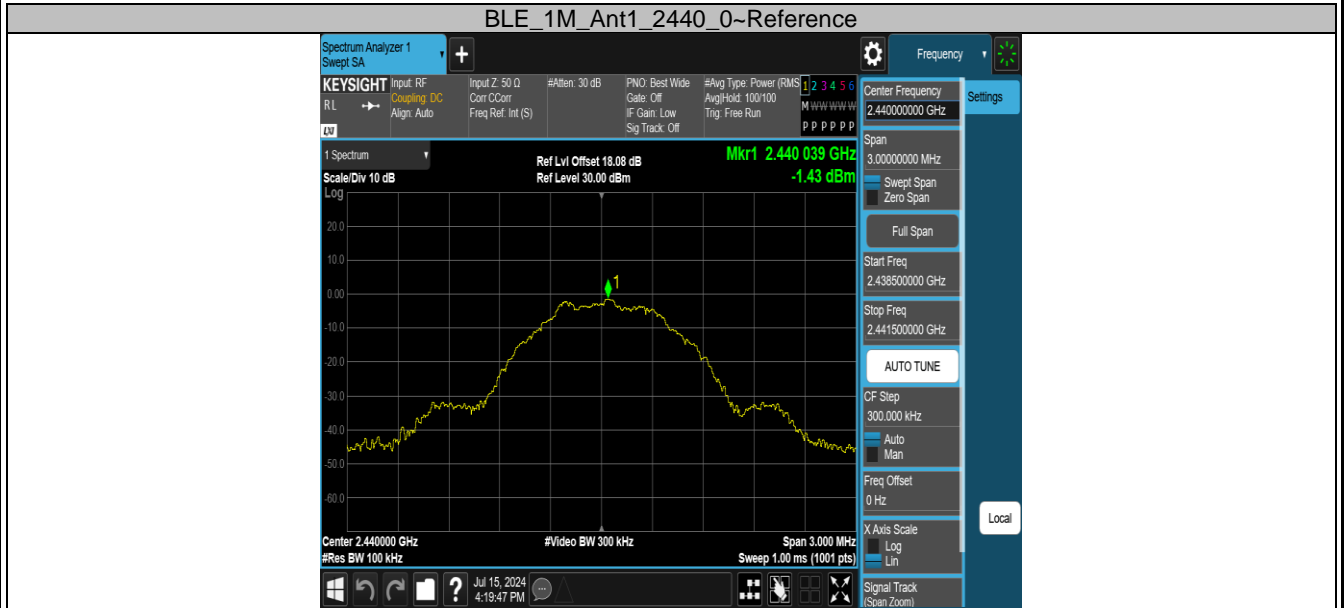 BLE_1M_Ant1_2440_0~Reference
Spectrum Analyzer 1
Swept SA
+
Frequency
KEYSIGHT
Input: RF
Input Z: 50 Ω
#Atten: 30 dB
PNO: Best Wide
#Avg Type: Power (RMS
1 2 3 4 5 6
RL
Coupling: DC
Corr CCorr
Gate: Off
Avg|Hold: 100/100
M W W W W W
Align: Auto
Freq Ref: Int (S)
IF Gain: Low
Trig: Free Run
Sig Track: Off
P P P P P P
LXI
1 Spectrum
Ref Lvl Offset 18.08 dB
Mkr1 2.440 039 GHz
Scale/Div 10 dB
Ref Level 30.00 dBm
-1.43 dBm
Log
20.0
10.0
0.00
-10.0
-20.0
-30.0
-40.0
-50.0
-60.0
1
Center 2.440000 GHz
#Video BW 300 kHz
Span 3.000 MHz
#Res BW 100 kHz
Sweep 1.00 ms (1001 pts)
?
Jul 15, 2024
4:19:47 PM
Center Frequency
2.440000000 GHz
Settings
Span
3.00000000 MHz
Swept Span
Zero Span
Full Span
Start Freq
2.438500000 GHz
Stop Freq
2.441500000 GHz
AUTO TUNE
CF Step
300.000 kHz
Auto
Man
Freq Offset
0 Hz
X Axis Scale
Log
Lin
Local
Signal Track
(Span Zoom)